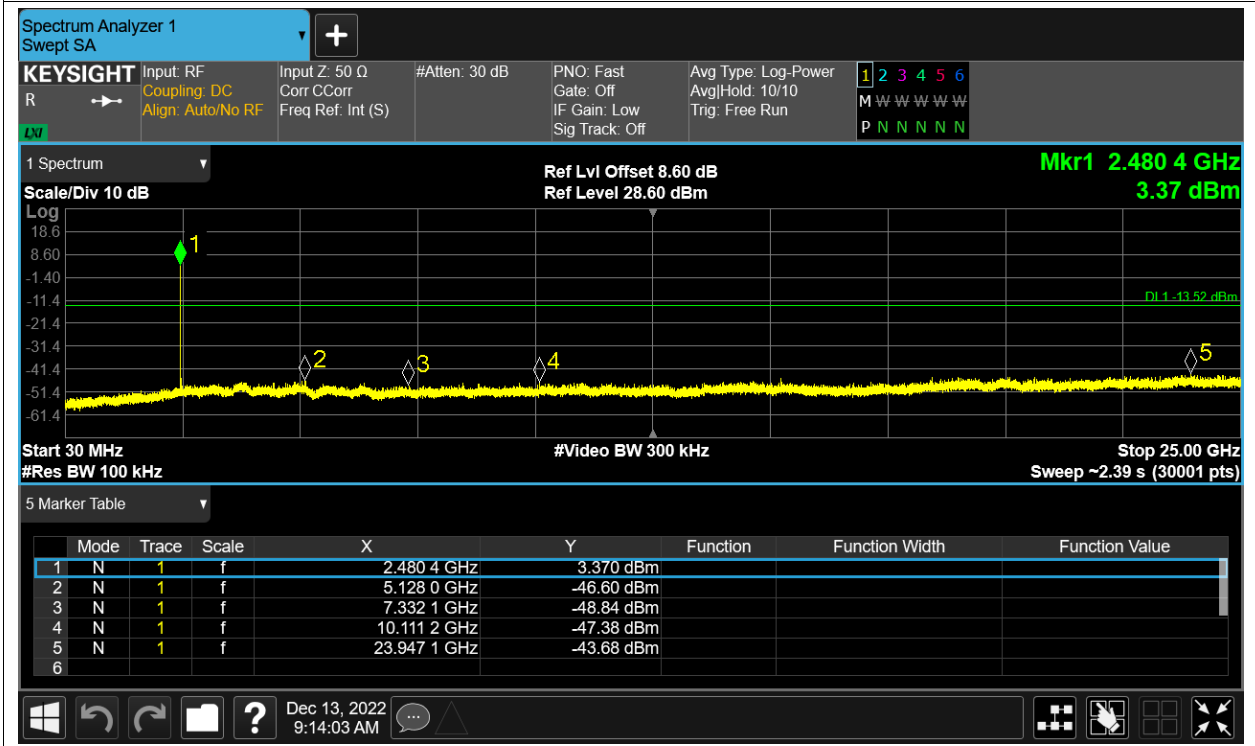 Spectrum Analyzer 1
Swept SA
KEYSIGHT
R
LXI
Input: RF
Coupling: DC
Align: Auto/No RF
Input Z: 50 Ω
Corr CCorr
Freq Ref: Int (S)
#Atten: 30 dB
PNO: Fast
Gate: Off
IF Gain: Low
Sig Track: Off
Avg Type: Log-Power
Avg|Hold: 10/10
Trig: Free Run
1 2 3 4 5 6
M W W W W W
P N N N N N
1 Spectrum
Scale/Div 10 dB
Ref Lvl Offset 8.60 dB
Ref Level 28.60 dBm
Mkr1 2.480 4 GHz
3.37 dBm
Log
18.6
8.60
-1.40
-11.4
-21.4
-31.4
-41.4
-51.4
-61.4
1
2
3
4
5
DL1 -13.52 dBm
Start 30 MHz
#Video BW 300 kHz
Stop 25.00 GHz
#Res BW 100 kHz
Sweep ~2.39 s (30001 pts)
5 Marker Table
Mode Trace Scale X Y Function Function Width Function Value
1 N 1 f 2.480 4 GHz 3.370 dBm
2 N 1 f 5.128 0 GHz -46.60 dBm
3 N 1 f 7.332 1 GHz -48.84 dBm
4 N 1 f 10.111 2 GHz -47.38 dBm
5 N 1 f 23.947 1 GHz -43.68 dBm
6
?
Dec 13, 2022
9:14:03 AM